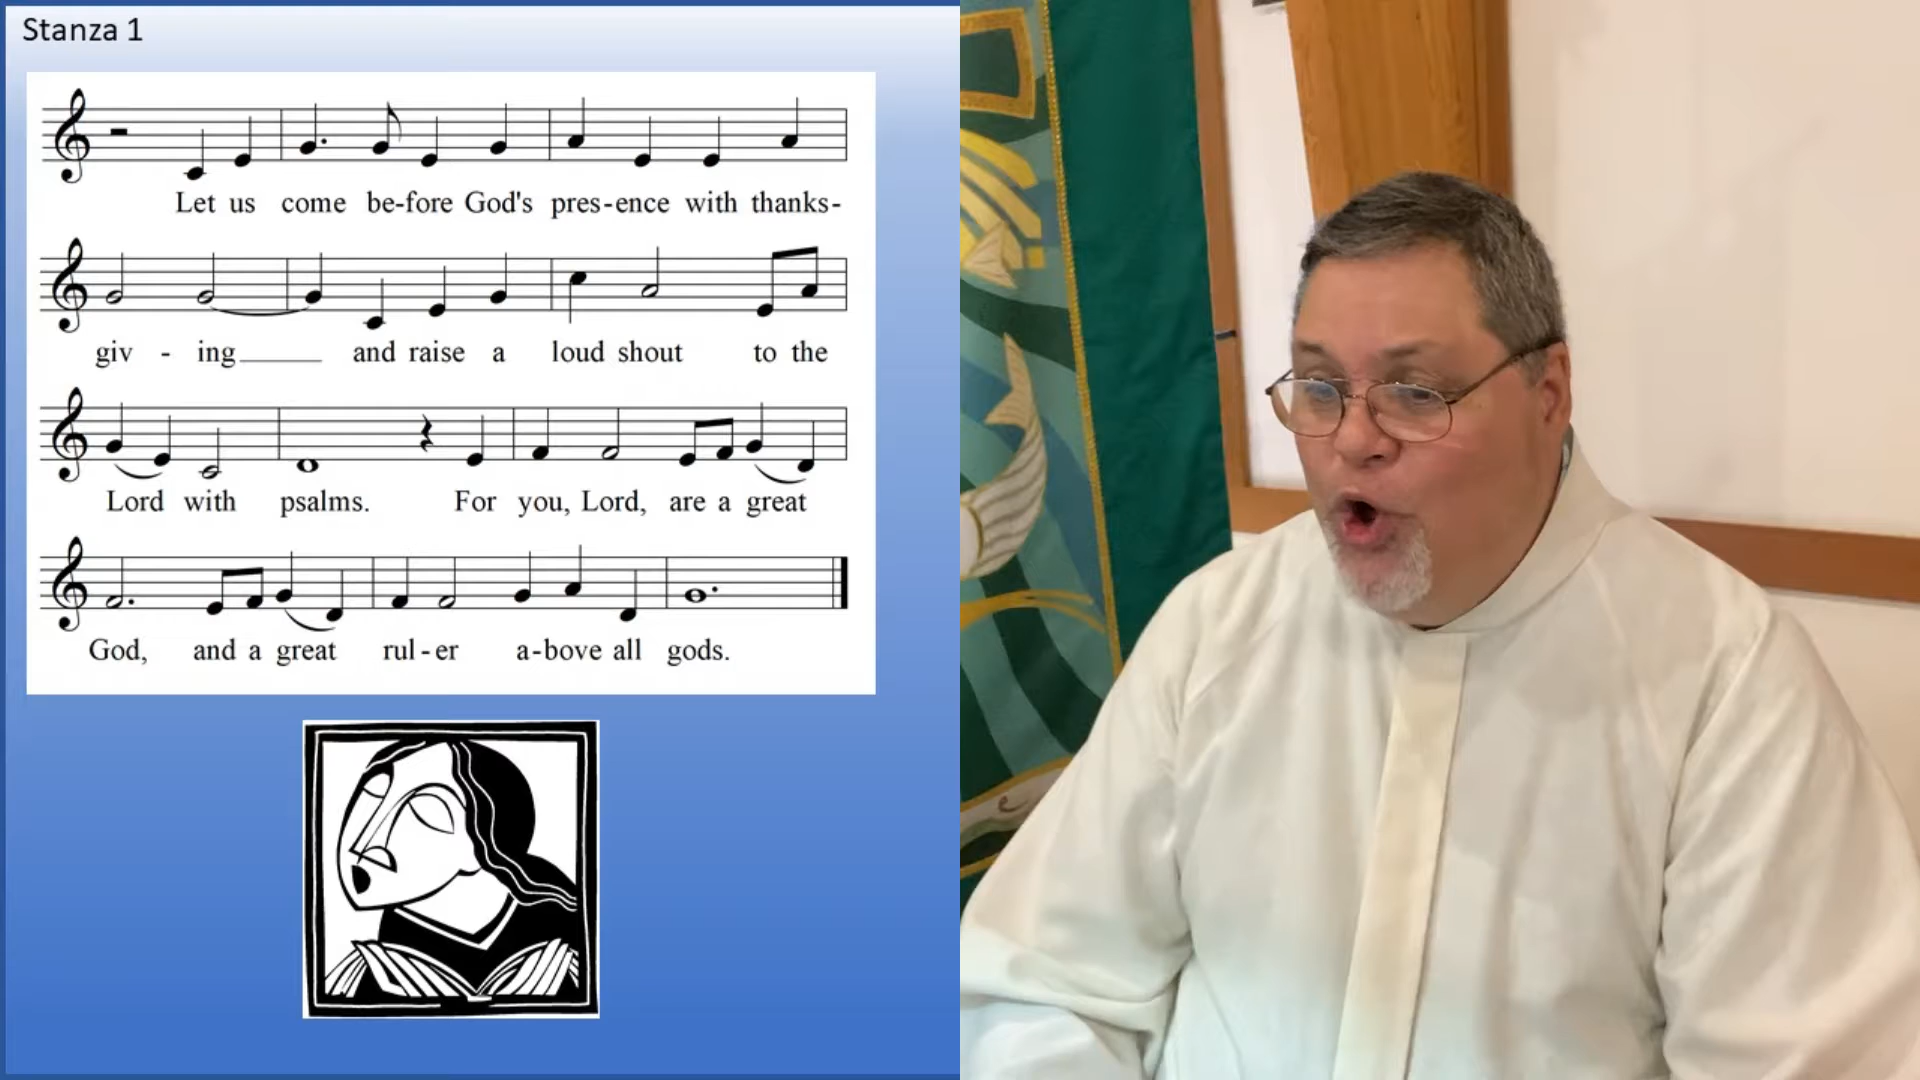 Stanza 1
Let us come be-fore God's pres-ence with thanks-
giv - ing____ and raise a loud shout to the
Lord with psalms. For you, Lord, are a great
God, and a great rul-er a-bove all gods.